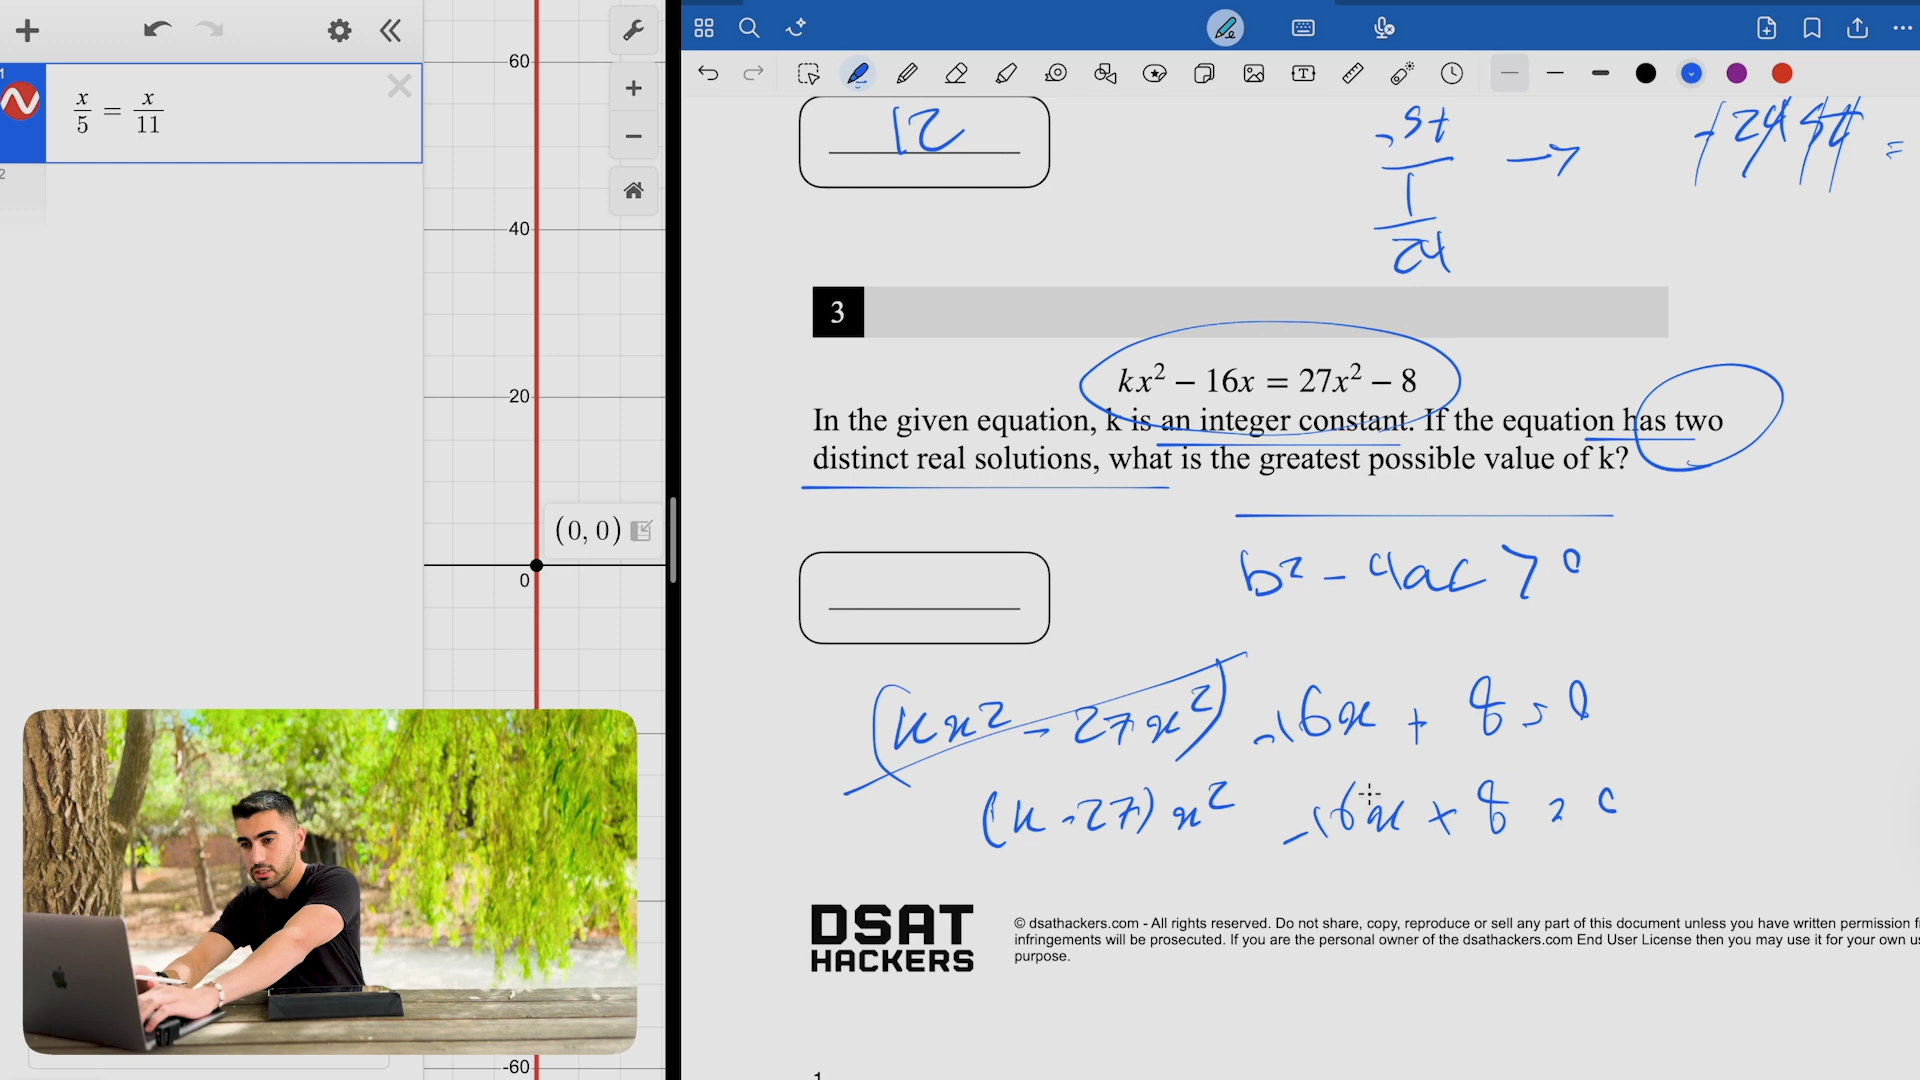 1
x/5 = x/11
2
60
40
20
(0, 0)
0
-60
12
24
3
kx² − 16x = 27x² − 8
In the given equation, k is an integer constant. If the equation has two
distinct real solutions, what is the greatest possible value of k?
b² - 4ac > 0
(kx² - 27x²) -16x + 8 = 0
(k - 27) x² -16x + 8 = 0
DSAT
HACKERS
© dsathackers.com - All rights reserved. Do not share, copy, reproduce or sell any part of this document unless you have written permission f
infringements will be prosecuted. If you are the personal owner of the dsathackers.com End User License then you may use it for your own us
purpose.